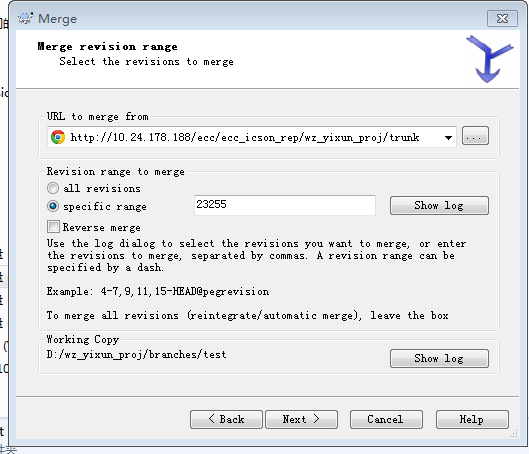 Merge
Merge revision range
Select the revisions to merge
URL to merge from
http://10.24.178.188/ecc/ecc_icson_rep/wz_yixun_proj/trunk
...
Revision range to merge
all revisions
specific range
23255
Show log
Reverse merge
Use the log dialog to select the revisions you want to merge, or enter
the revisions to merge, separated by commas. A revision range can be
specified by a dash.
Example: 4-7,9,11,15-HEAD@pegrevision
To merge all revisions (reintegrate/automatic merge), leave the box
Working Copy
D:/wz_yixun_proj/branches/test
Show log
< Back
Next >
Cancel
Help